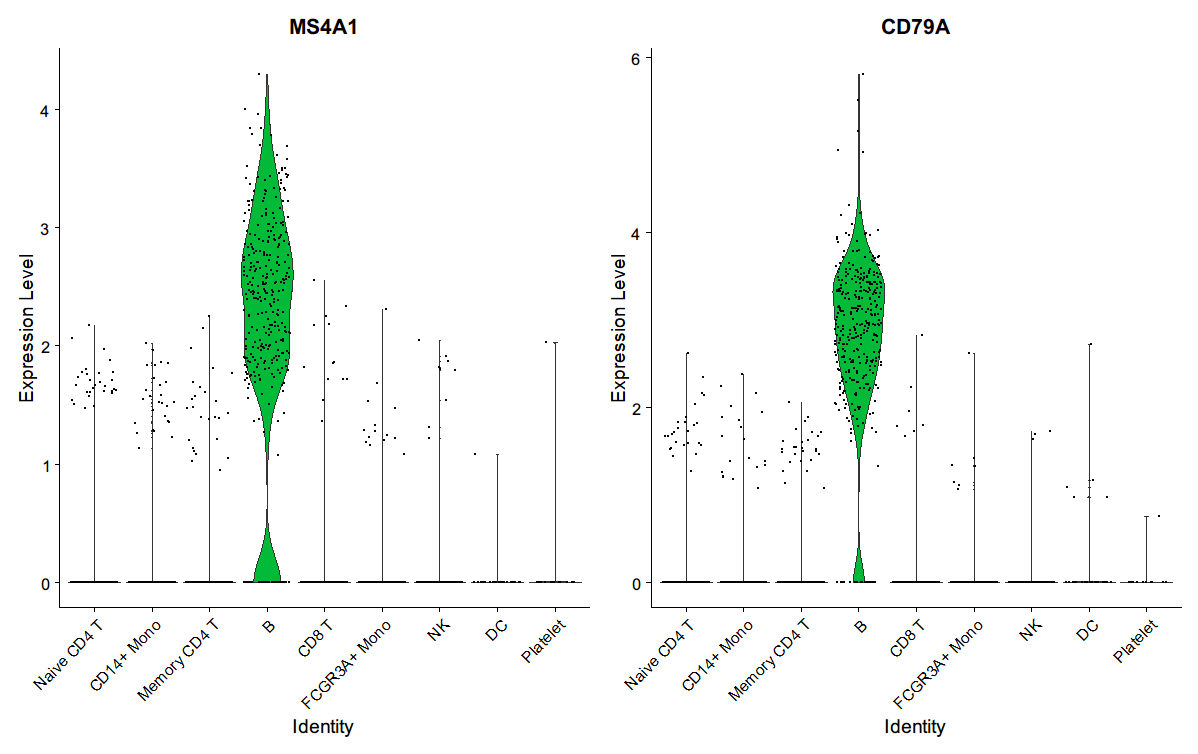 MS4A1
Expression Level
4
3
2
1
0
Naive CD4 T
CD14+ Mono
Memory CD4 T
B
CD8 T
FCGR3A+ Mono
NK
DC
Platelet
Identity
CD79A
Expression Level
6
4
2
0
Naive CD4 T
CD14+ Mono
Memory CD4 T
B
CD8 T
FCGR3A+ Mono
NK
DC
Platelet
Identity